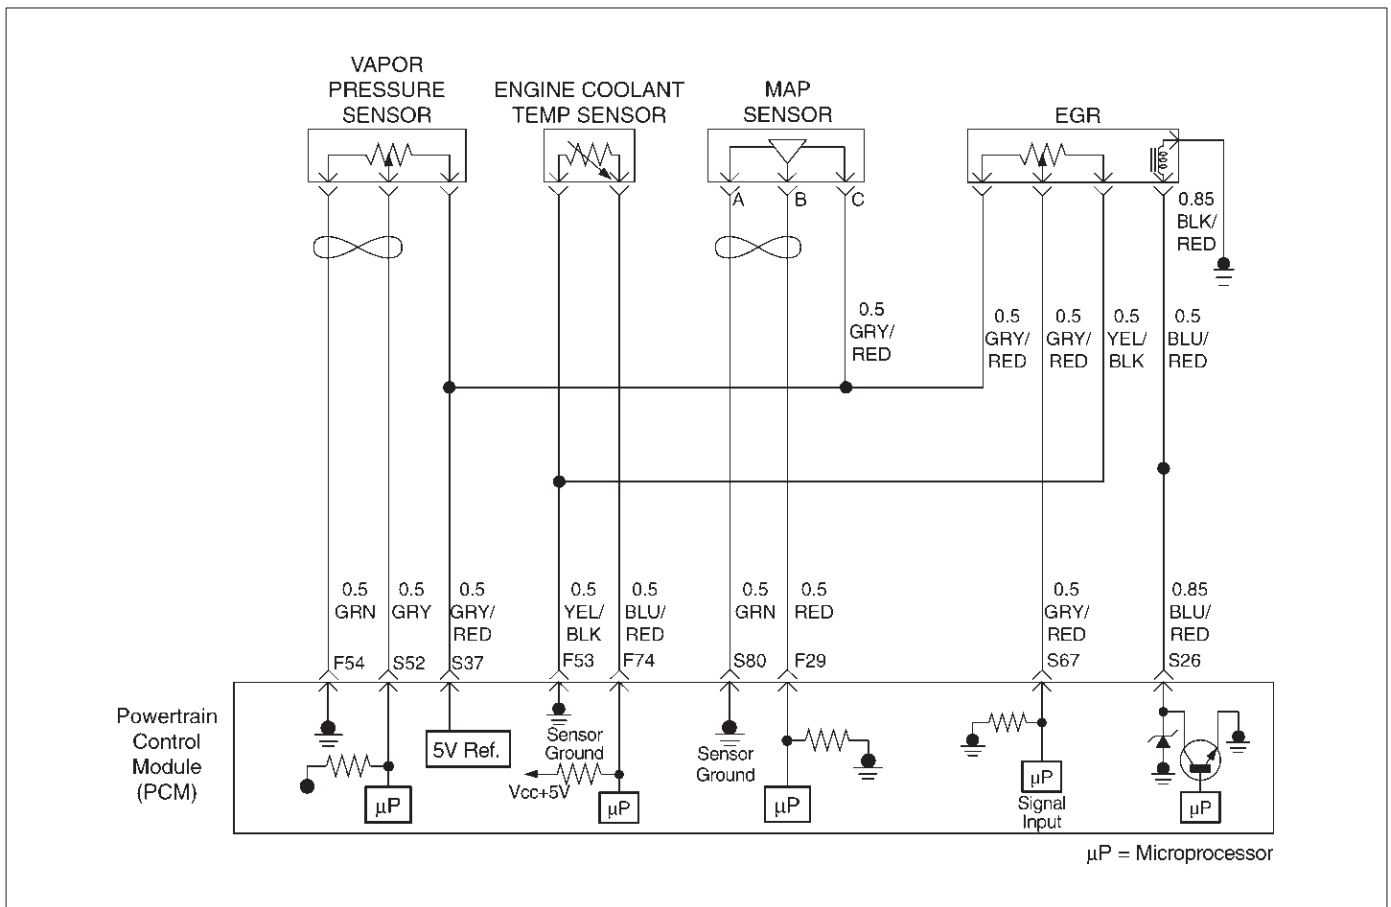 VAPOR
PRESSURE
SENSOR
ENGINE COOLANT
TEMP SENSOR
MAP
SENSOR
EGR
A
B
C
0.85
BLK/
RED
0.5
GRY/
RED
0.5
GRY/
RED
0.5
GRY/
RED
0.5
YEL/
BLK
0.5
BLU/
RED
0.5
GRN
0.5
GRY
0.5
GRY/
RED
0.5
YEL/
BLK
0.5
BLU/
RED
0.5
GRN
0.5
RED
0.5
GRY/
RED
0.85
BLU/
RED
F54
S52
S37
F53
F74
S80
F29
S67
S26
Powertrain
Control
Module
(PCM)
µP
5V Ref.
Sensor
Ground
Vcc+5V
µP
Sensor
Ground
µP
µP
Signal
Input
µP
µP = Microprocessor